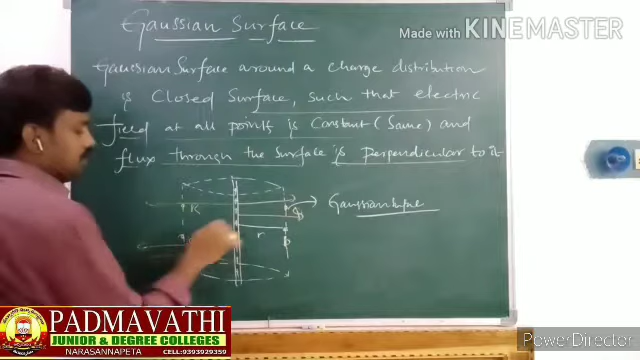 Gaussian Surface
Made with KINEMASTER
Gaussian Surface around a charge distribution
is Closed Surface, such that electric
field at all points is Constant (Same) and
flux through the surface is perpendicular to it
Gaussian
r
PADMAVATHI
JUNIOR & DEGREE COLLEGES
NARASANNAPETA CELL:9393929359
PowerDirector